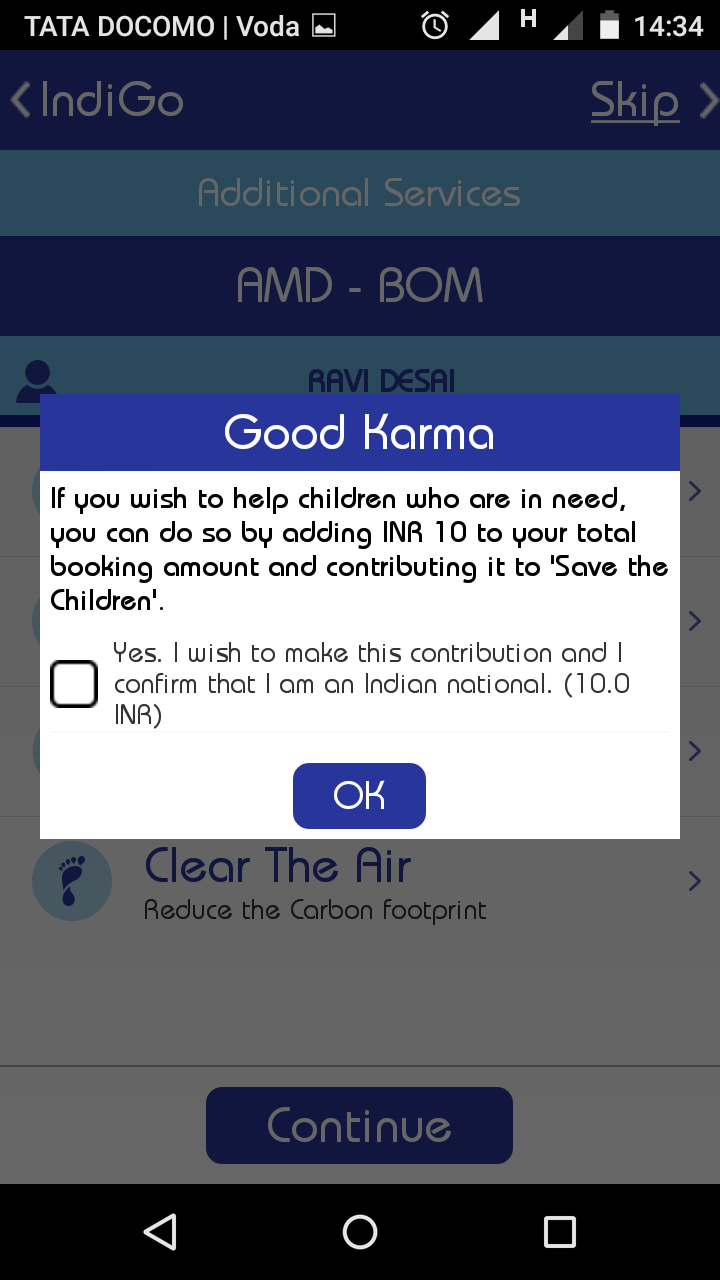 TATA DOCOMO | Voda
H
14:34
IndiGo
Skip
Additional Services
AMD - BOM
RAVI DESAI
Good Karma
If you wish to help children who are in need,
you can do so by adding INR 10 to your total
booking amount and contributing it to 'Save the
Children'.
Yes. I wish to make this contribution and I
confirm that I am an Indian national. (10.0
INR)
OK
Clear The Air
Reduce the Carbon footprint
Continue